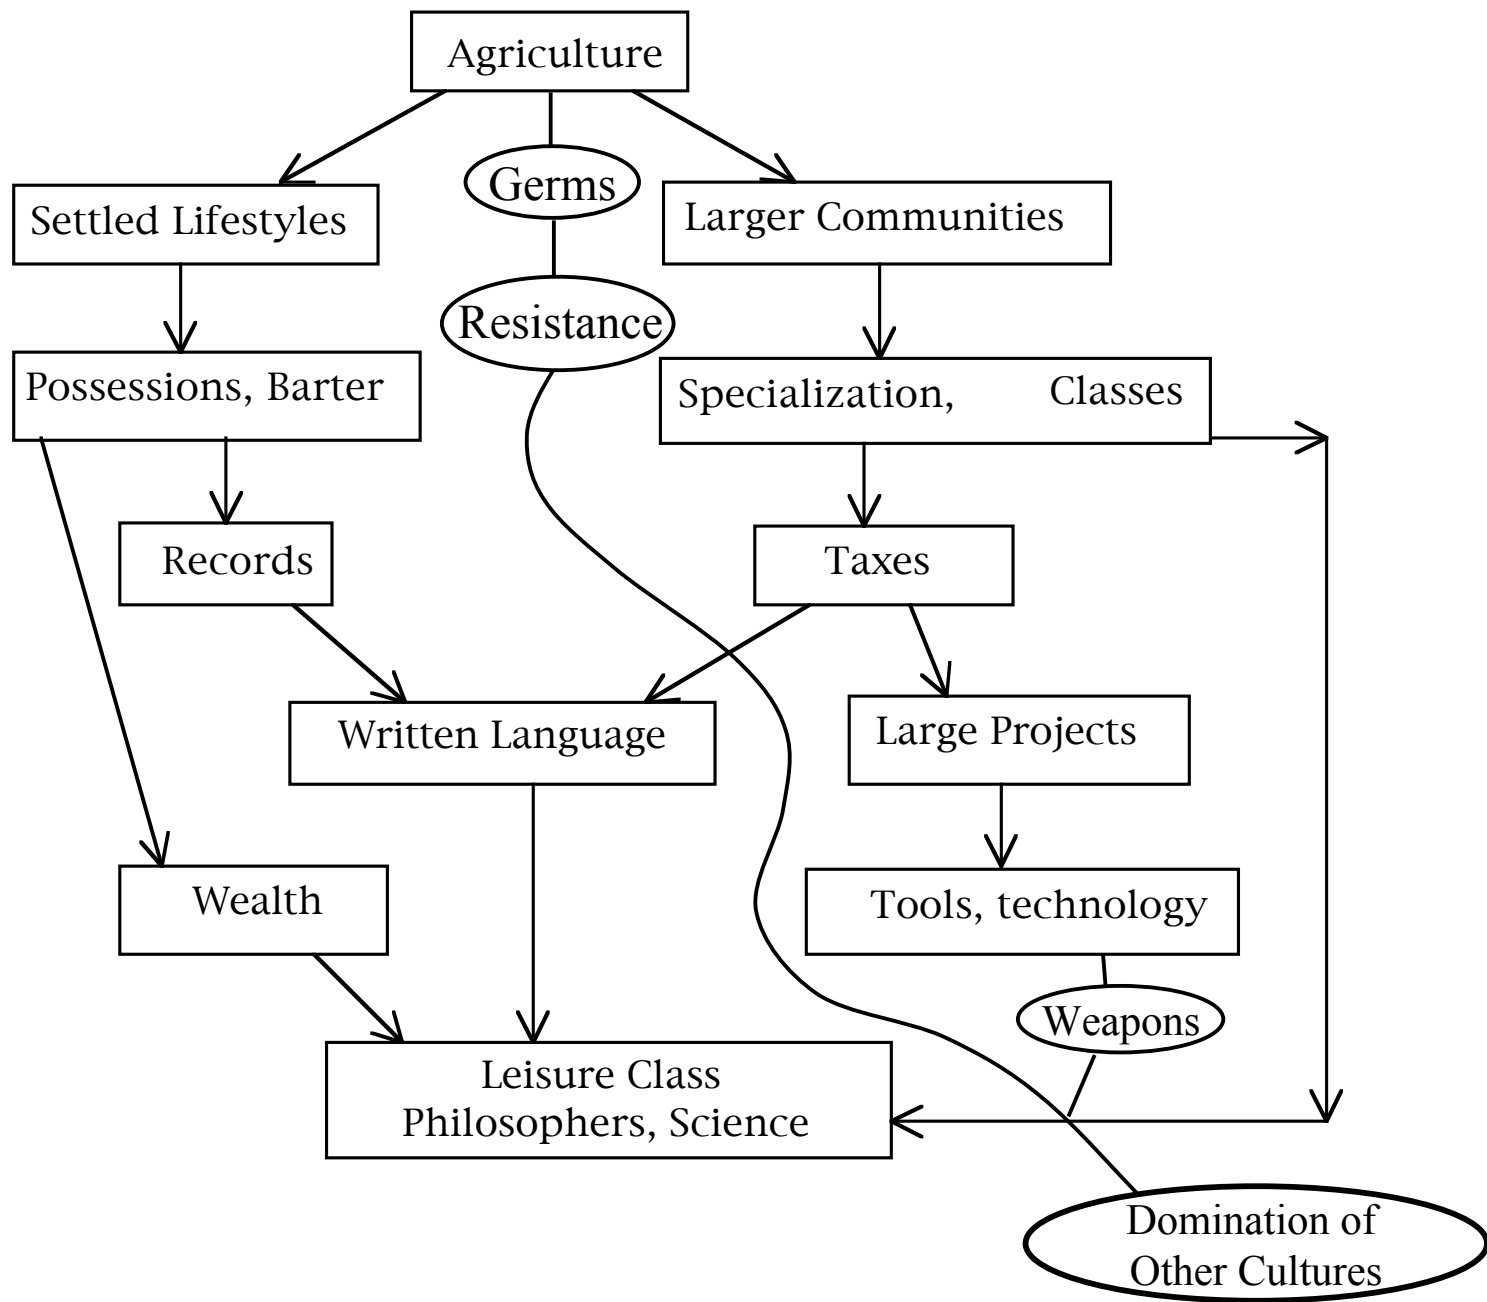 Agriculture
Germs
Settled Lifestyles
Larger Communities
Resistance
Possessions, Barter
Specialization, Classes
Records
Taxes
Written Language
Large Projects
Wealth
Tools, technology
Weapons
Leisure Class
Philosophers, Science
Domination of
Other Cultures